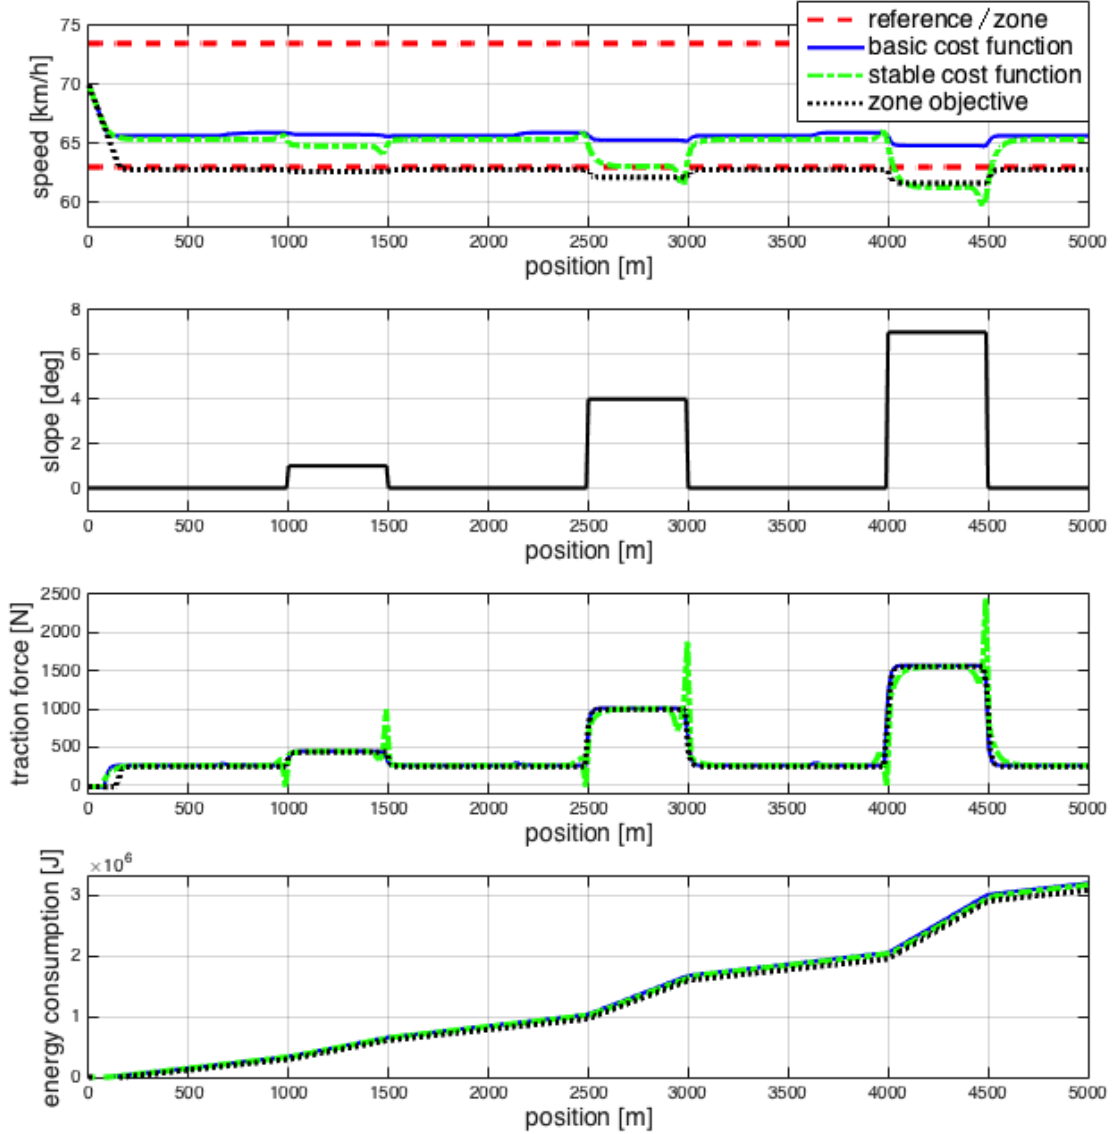 75
70
65
60
speed [km/h]
reference / zone
basic cost function
stable cost function
zone objective
0 500 1000 1500 2000 2500 3000 3500 4000 4500 5000
position [m]
8
6
4
2
0
slope [deg]
0 500 1000 1500 2000 2500 3000 3500 4000 4500 5000
position [m]
2500
2000
1500
1000
500
0
traction force [N]
0 500 1000 1500 2000 2500 3000 3500 4000 4500 5000
position [m]
×10⁶
3
2
1
0
energy consumption [J]
0 500 1000 1500 2000 2500 3000 3500 4000 4500 5000
position [m]